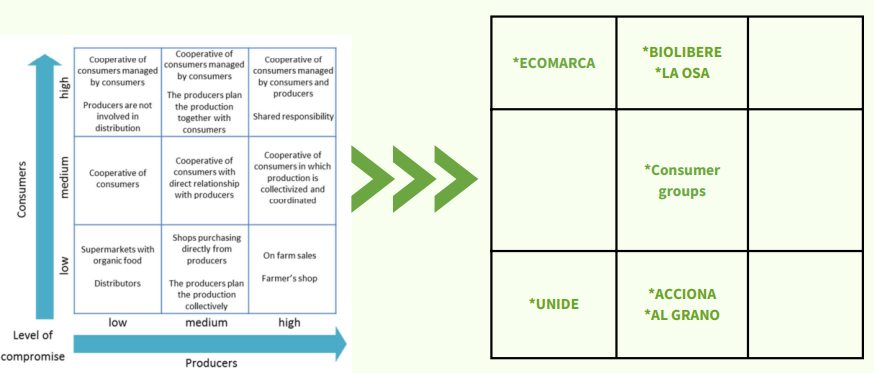 Consumers
high
medium
low
Cooperative of
consumers managed
by consumers
Producers are not
involved in
distribution
Cooperative of
consumers managed
by consumers
The producers plan
the production
together with
consumers
Cooperative of
consumers managed
by consumers and
producers
Shared responsibility
Cooperative of
consumers
Cooperative of
consumers with
direct relationship
with producers
Cooperative of
consumers in which
production is
collectivized and
coordinated
Supermarkets with
organic food
Distributors
Shops purchasing
directly from
producers
The producers plan
the production
collectively
On farm sales
Farmer's shop
low
medium
high
Level of
compromise
Producers
*ECOMARCA
*BIOLIBERE
*LA OSA
*Consumer
groups
*UNIDE
*ACCIONA
*AL GRANO